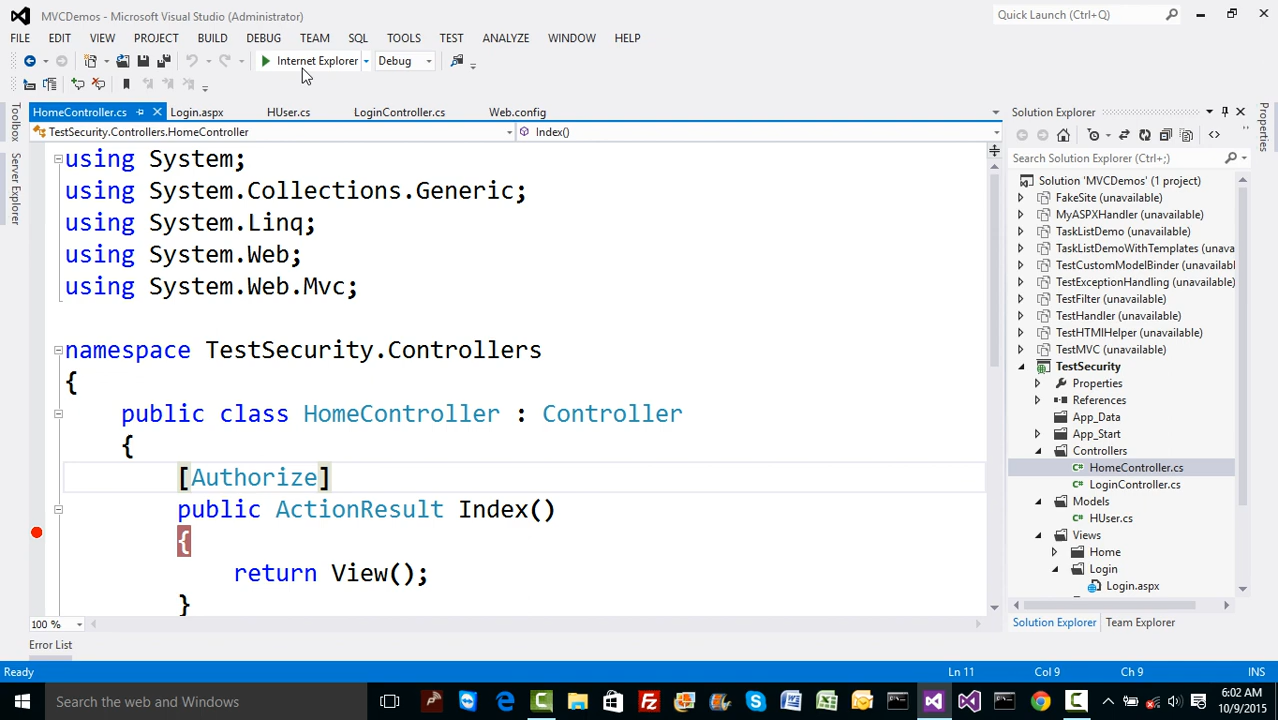 MVCDemos - Microsoft Visual Studio (Administrator)
Quick Launch (Ctrl+Q)
FILE EDIT VIEW PROJECT BUILD DEBUG TEAM SQL TOOLS TEST ANALYZE WINDOW HELP
Internet Explorer Debug
HomeController.cs Login.aspx HUser.cs LoginController.cs Web.config
TestSecurity.Controllers.HomeController Index()
Toolbox
Server Explorer
using System;
using System.Collections.Generic;
using System.Linq;
using System.Web;
using System.Web.Mvc;
namespace TestSecurity.Controllers
{
public class HomeController : Controller
{
[Authorize]
public ActionResult Index()
{
return View();
}
100 %
Solution Explorer
Search Solution Explorer (Ctrl+;)
Solution 'MVCDemos' (1 project)
FakeSite (unavailable)
MyASPXHandler (unavailable)
TaskListDemo (unavailable)
TaskListDemoWithTemplates (unava
TestCustomModelBinder (unavailabl
TestExceptionHandling (unavailable)
TestFilter (unavailable)
TestHandler (unavailable)
TestHTMlHelper (unavailable)
TestMVC (unavailable)
TestSecurity
Properties
References
App_Data
App_Start
Controllers
HomeController.cs
LoginController.cs
Models
HUser.cs
Views
Home
Login
Login.aspx
Solution Explorer Team Explorer
Properties
Error List
Ready Ln 11 Col 9 Ch 9 INS
Search the web and Windows
6:02 AM
10/9/2015